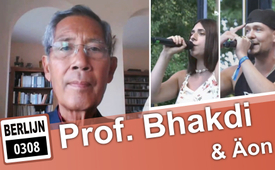 BERLIJN
0308
Prof. Bhakdi
& Äon